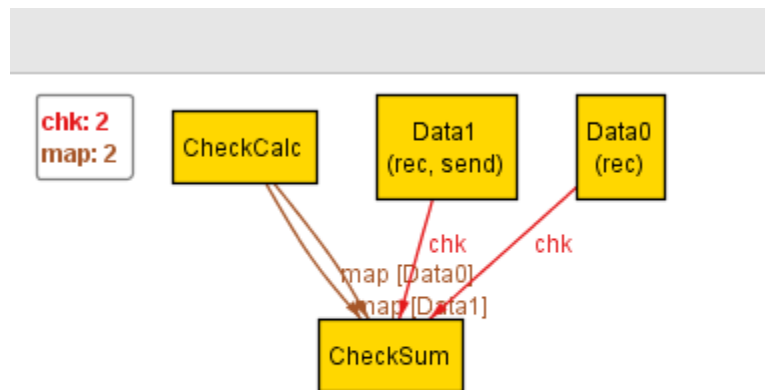 chk: 2
map: 2
CheckCalc
Data1
(rec, send)
Data0
(rec)
chk
chk
map [Data0]
map [Data1]
CheckSum